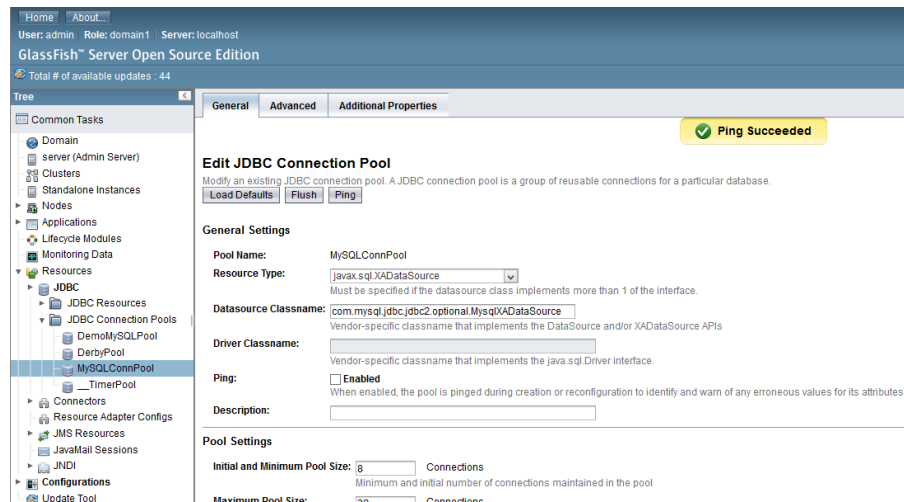 Home About...
User: admin Role: domain1 Server: localhost
GlassFish™ Server Open Source Edition
Total # of available updates : 44
Tree
Common Tasks
Domain
server (Admin Server)
Clusters
Standalone Instances
Nodes
Applications
Lifecycle Modules
Monitoring Data
Resources
JDBC
JDBC Resources
JDBC Connection Pools
DemoMySQLPool
DerbyPool
MySQLConnPool
__TimerPool
Connectors
Resource Adapter Configs
JMS Resources
JavaMail Sessions
JNDI
Configurations
Update Tool
General Advanced Additional Properties
Ping Succeeded
Edit JDBC Connection Pool
Modify an existing JDBC connection pool. A JDBC connection pool is a group of reusable connections for a particular database.
Load Defaults Flush Ping
General Settings
Pool Name: MySQLConnPool
Resource Type: javax.sql.XADataSource
Must be specified if the datasource class implements more than 1 of the interface.
Datasource Classname: com.mysql.jdbc.jdbc2.optional.MysqlXADataSource
Vendor-specific classname that implements the DataSource and/or XADataSource APIs
Driver Classname:
Vendor-specific classname that implements the java.sql.Driver interface.
Ping: Enabled
When enabled, the pool is pinged during creation or reconfiguration to identify and warn of any erroneous values for its attributes
Description:
Pool Settings
Initial and Minimum Pool Size: 8 Connections
Minimum and initial number of connections maintained in the pool
Maximum Pool Size: Connections